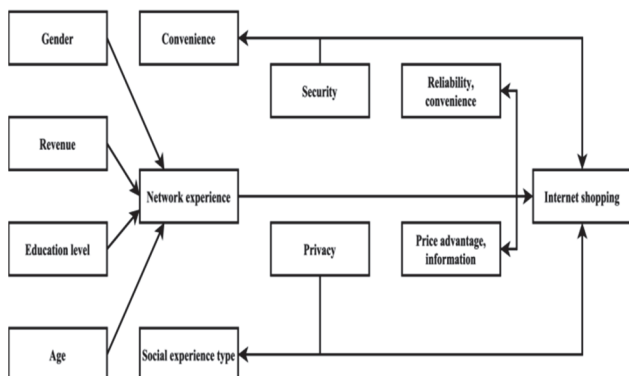 Gender
Convenience
Security
Reliability,
convenience
Revenue
Network experience
Internet shopping
Education level
Privacy
Price advantage,
information
Age
Social experience type